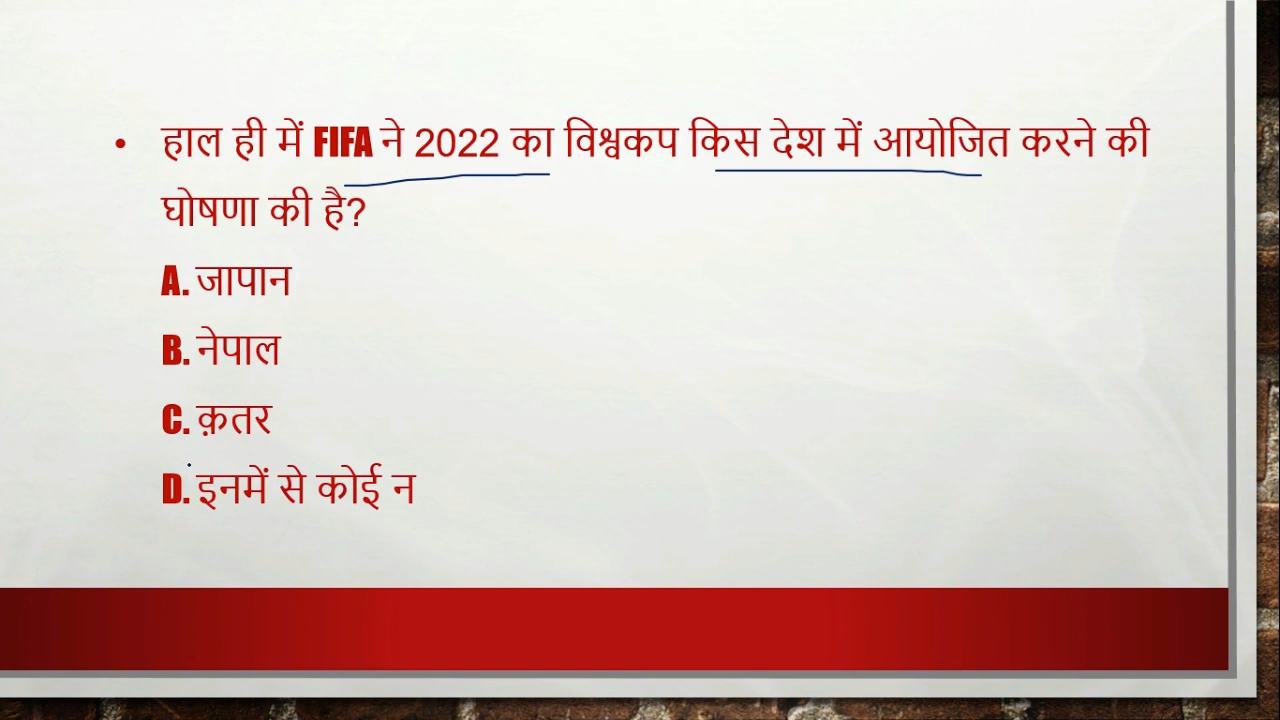 • हाल ही में FIFA ने 2022 का विश्वकप किस देश में आयोजित करने की
घोषणा की है?
A. जापान
B. नेपाल
C. क़तर
D. इनमें से कोई न